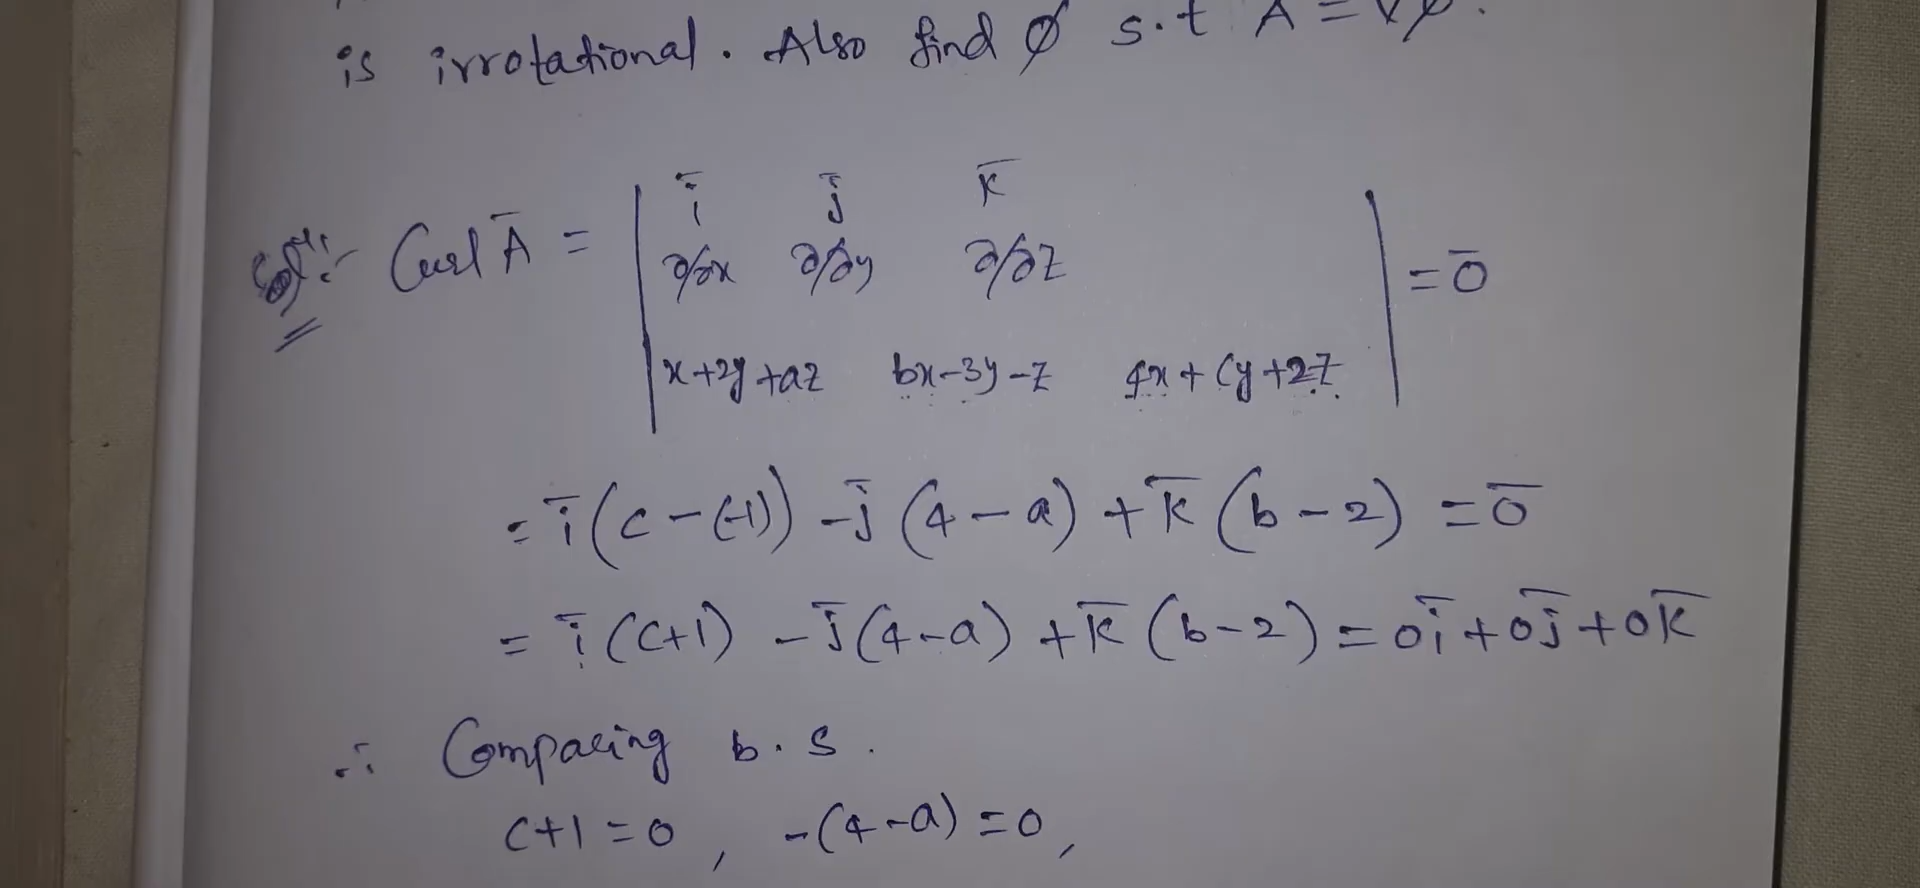 is irrotational. Also find φ s.t A = ∇φ.
Sol:- Curl A̅ = | i̅ j̅ k̅
∂/∂x ∂/∂y ∂/∂z | = 0̅
x+2y+az bx-3y-z 4x+cy+2z
= i̅(c-(-1)) - j̅(4-a) + k̅(b-2) = 0̅
= i̅(c+1) - j̅(4-a) + k̅(b-2) = 0i̅+0j̅+0k̅
∴ Comparing b.s.
c+1=0, -(4-a)=0,